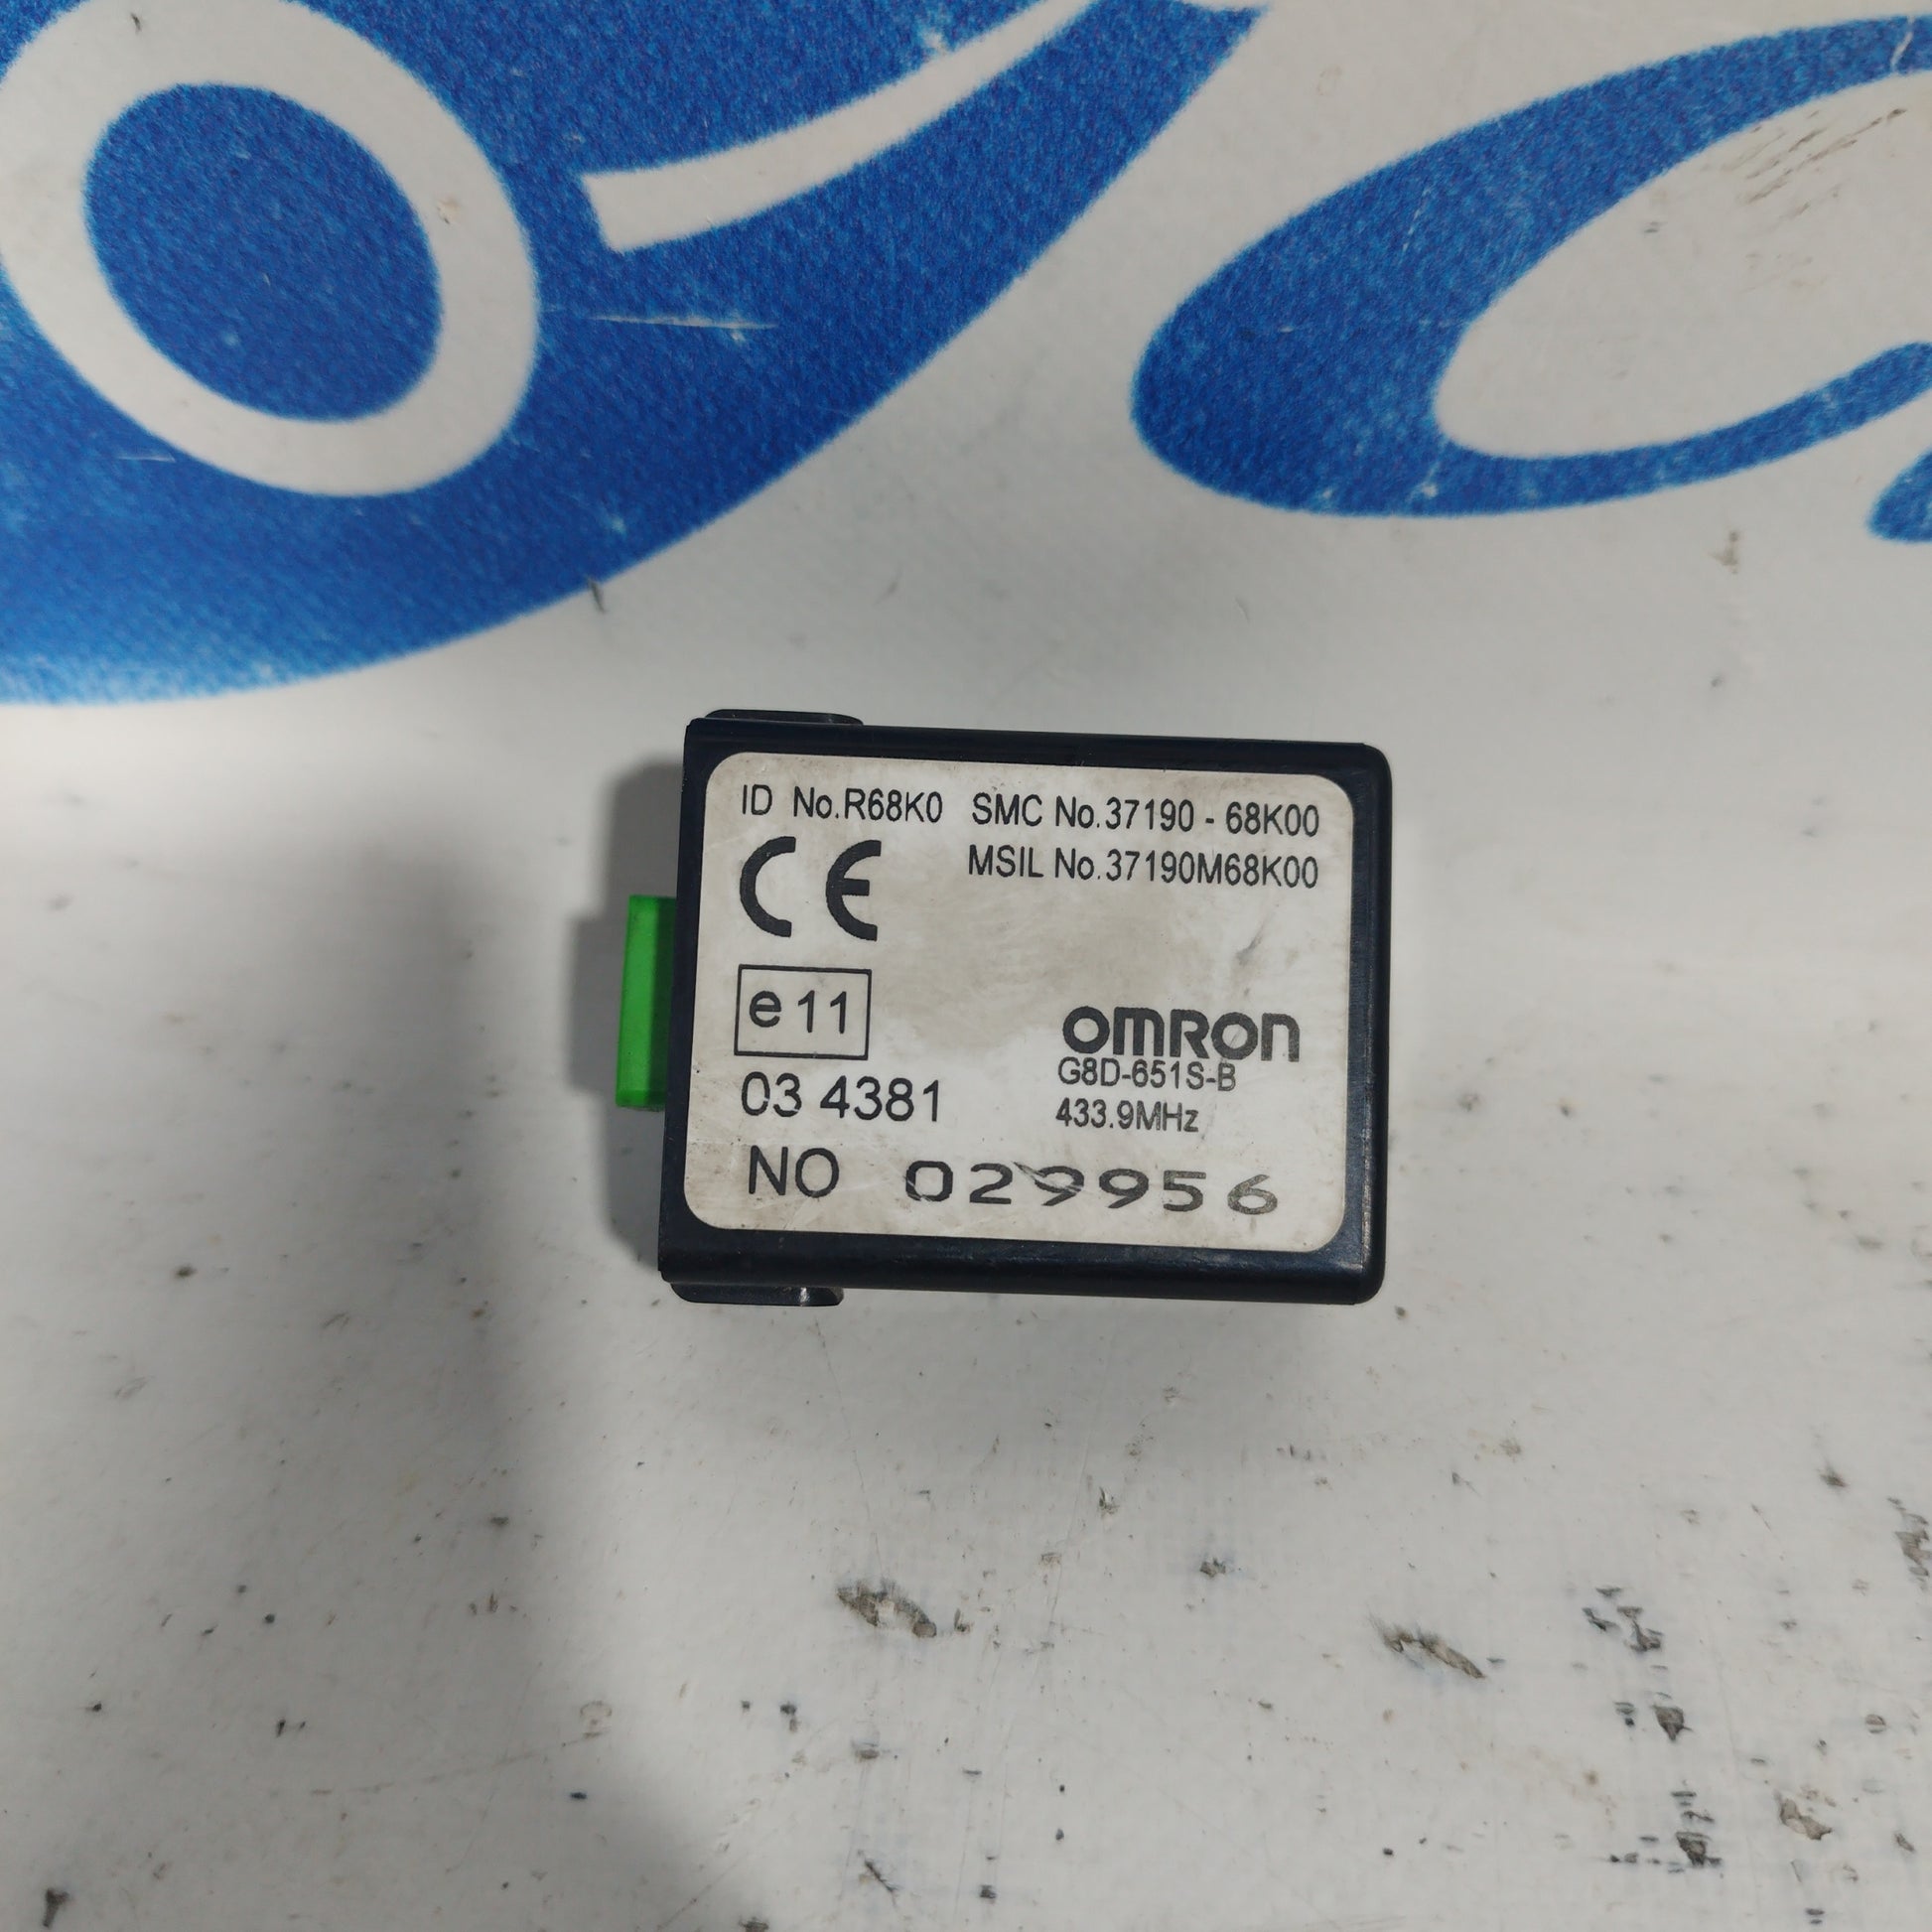 ID No.R68K0 SMC No.37190 - 68K00
MSIL No.37190M68K00
CE
e11
OMRON
G8D-651S-B
03 4381
433.9MHz
NO 029956